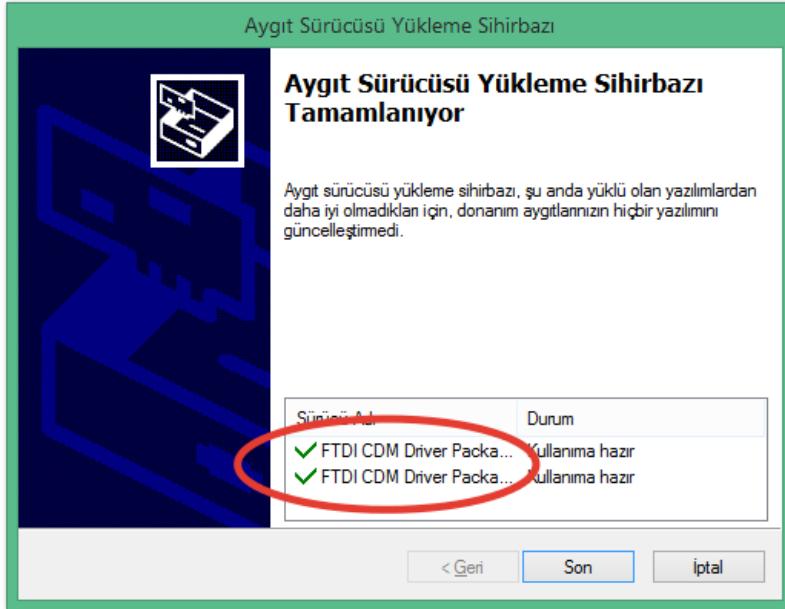 Aygıt Sürücüsü Yükleme Sihirbazı
Aygıt Sürücüsü Yükleme Sihirbazı
Tamamlanıyor
Aygıt sürücüsü yükleme sihirbazı, şu anda yüklü olan yazılımlardan
daha iyi olmadıkları için, donanım aygıtlarınızın hiçbir yazılımını
güncelleştirmedi.
Sürücü Adı Durum
FTDI CDM Driver Packa... Kullanıma hazır
FTDI CDM Driver Packa... Kullanıma hazır
< Geri Son İptal